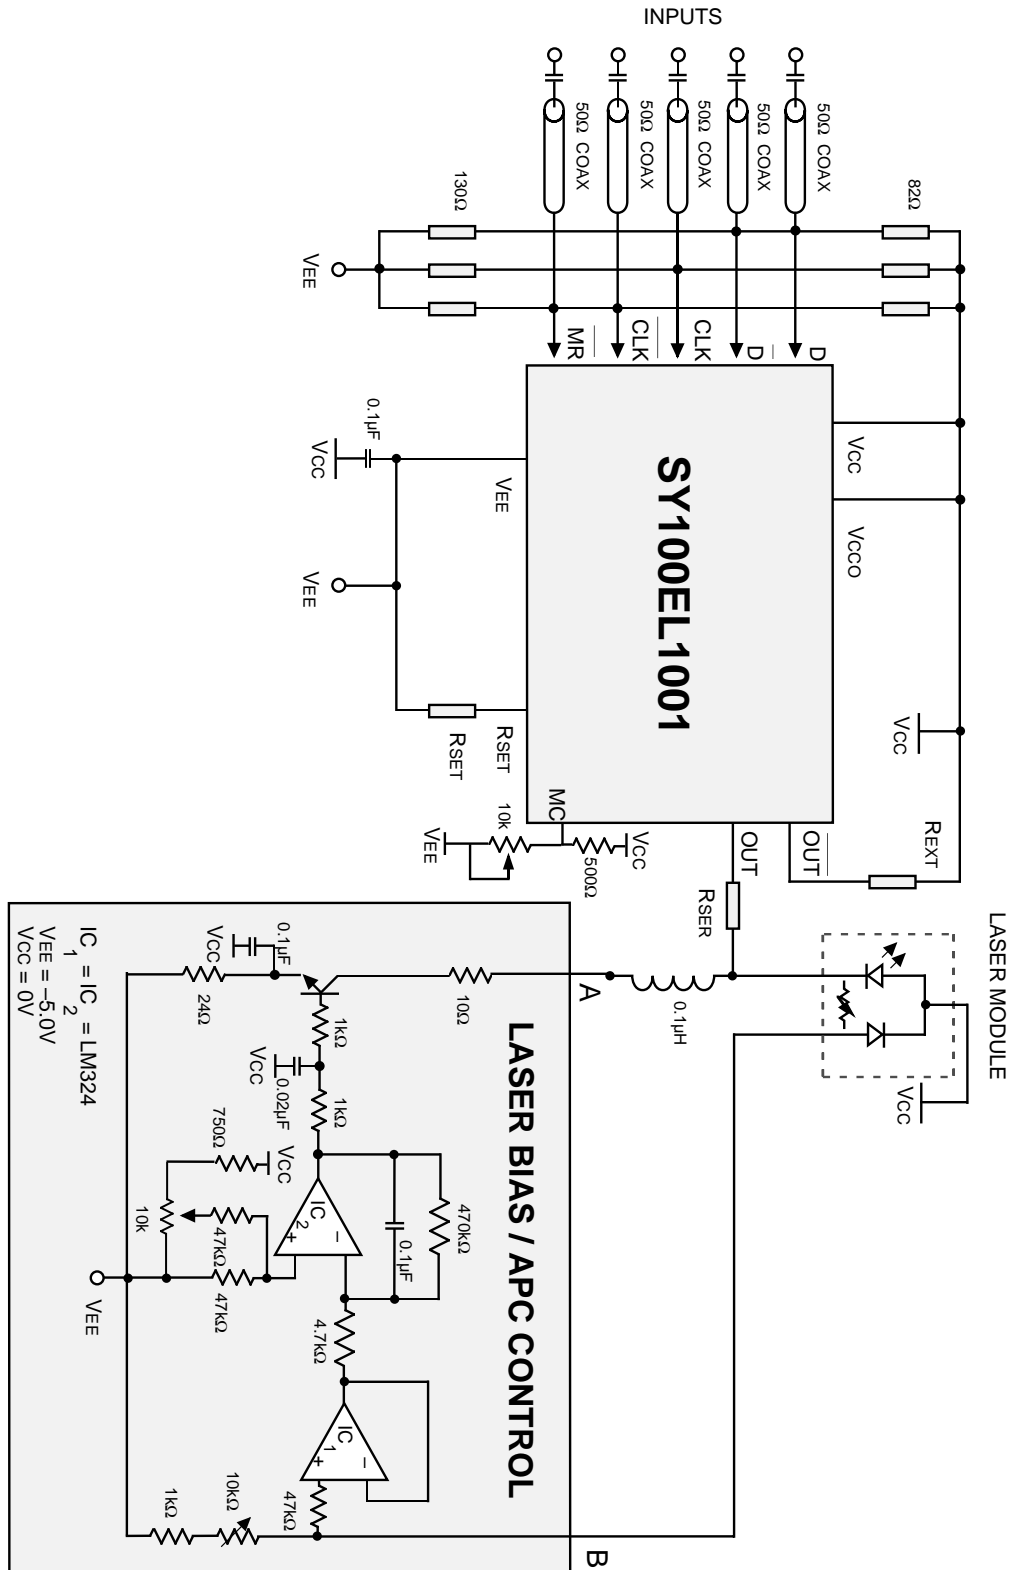 INPUTS
50Ω COAX
50Ω COAX
50Ω COAX
50Ω COAX
50Ω COAX
130Ω
82Ω
VEE
MR
CLK
CLK
D
D
SY100EL1001
0.1µF
VCC
VEE
VCC
VCCO
VEE
RSET
RSET
VCC
MC
10k
VEE
500Ω
VCC
OUT
OUT
REXT
RSER
LASER MODULE
VCC
0.1µH
A
B
LASER BIAS / APC CONTROL
10Ω
0.1µF
VCC
24Ω
1kΩ
VCC
0.02µF
1kΩ
750Ω
VCC
10k
47kΩ
47kΩ
VEE
IC2
+
–
0.1µF
470kΩ
4.7kΩ
IC1
+
–
47kΩ
10kΩ
1kΩ
IC1 = IC2 = LM324
VEE = –5.0V
VCC = 0V